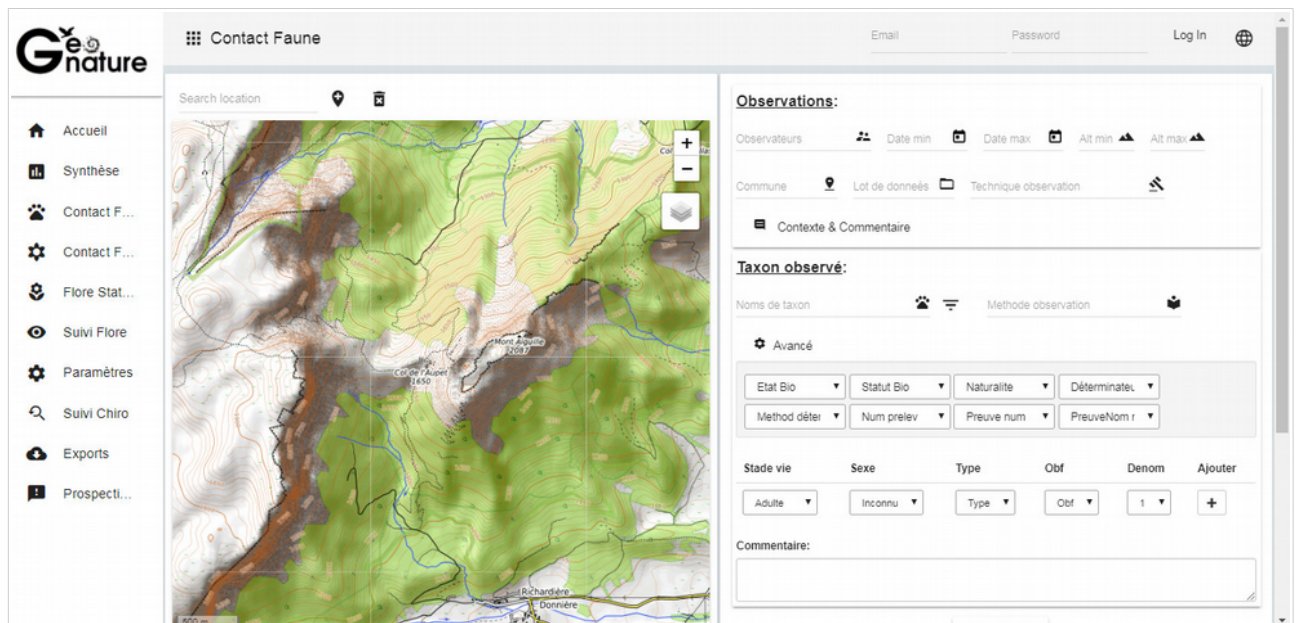 Géo nature
Contact Faune
Email
Password
Log In
Accueil
Synthèse
Contact F...
Contact F...
Flore Stat...
Suivi Flore
Paramètres
Suivi Chiro
Exports
Prospecti...
Search location
+
−
Mont Aiguille
2087
Col de l'Aupet
1650
Richardière
Donnière
500 m
Observations:
Observateurs
Date min
Date max
Alt min
Alt max
Commune
Lot de donneés
Technique observation
Contexte & Commentaire
Taxon observé:
Noms de taxon
Methode observation
Avancé
Etat Bio
Statut Bio
Naturalite
Déterminateu
Method déter
Num prelev
Preuve num
PreuveNom r
Stade vie
Sexe
Type
Obf
Denom
Ajouter
Adulte
Inconnu
Type
Obf
1
+
Commentaire: